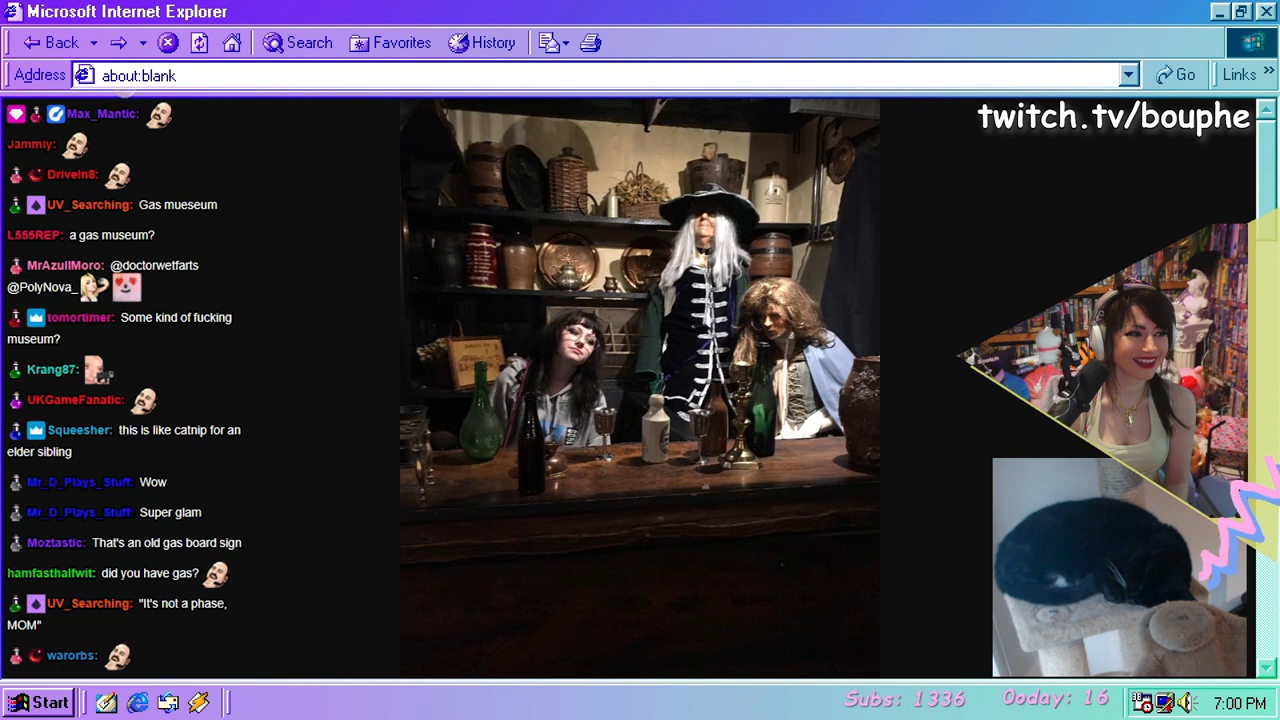 Microsoft Internet Explorer
Back
Search
Favorites
History
Address
about:blank
Go
Links
twitch.tv/bouphe
Max_Mantic:
Jammiy:
DriveIn8:
UV_Searching: Gas mueseum
L555REP: a gas museum?
MrAzullMoro: @doctorwetfarts
@PolyNova_
tomortimer: Some kind of fucking
museum?
Krang87:
UKGameFanatic:
Squeesher: this is like catnip for an
elder sibling
Mr_D_Plays_Stuff: Wow
Mr_D_Plays_Stuff: Super glam
Moztastic: That's an old gas board sign
hamfasthalfwit: did you have gas?
UV_Searching: "It's not a phase,
MOM"
warorbs:
Start
Subs: 1336
Ooday: 16
7:00 PM